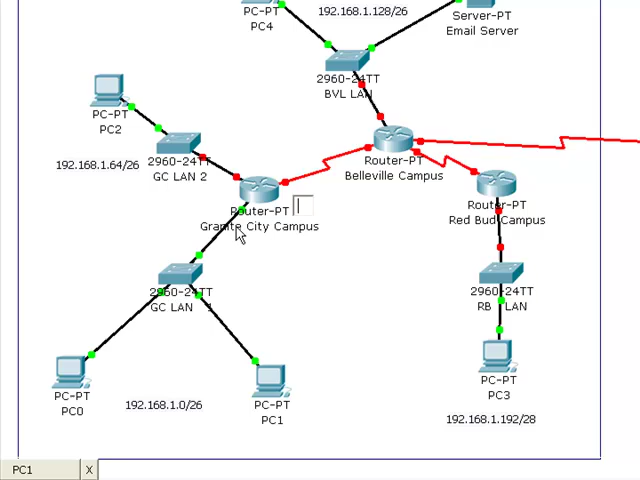 PC-PT
PC4
192.168.1.128/26
Server-PT
Email Server
2960-24TT
BVL LAN
PC-PT
PC2
192.168.1.64/26
2960-24TT
GC LAN 2
Router-PT
Belleville Campus
Router-PT
Granite City Campus
Router-PT
Red Bud Campus
2960-24TT
GC LAN 1
2960-24TT
RB LAN
PC-PT
PC0
192.168.1.0/26
PC-PT
PC1
PC-PT
PC3
192.168.1.192/28
PC1
X